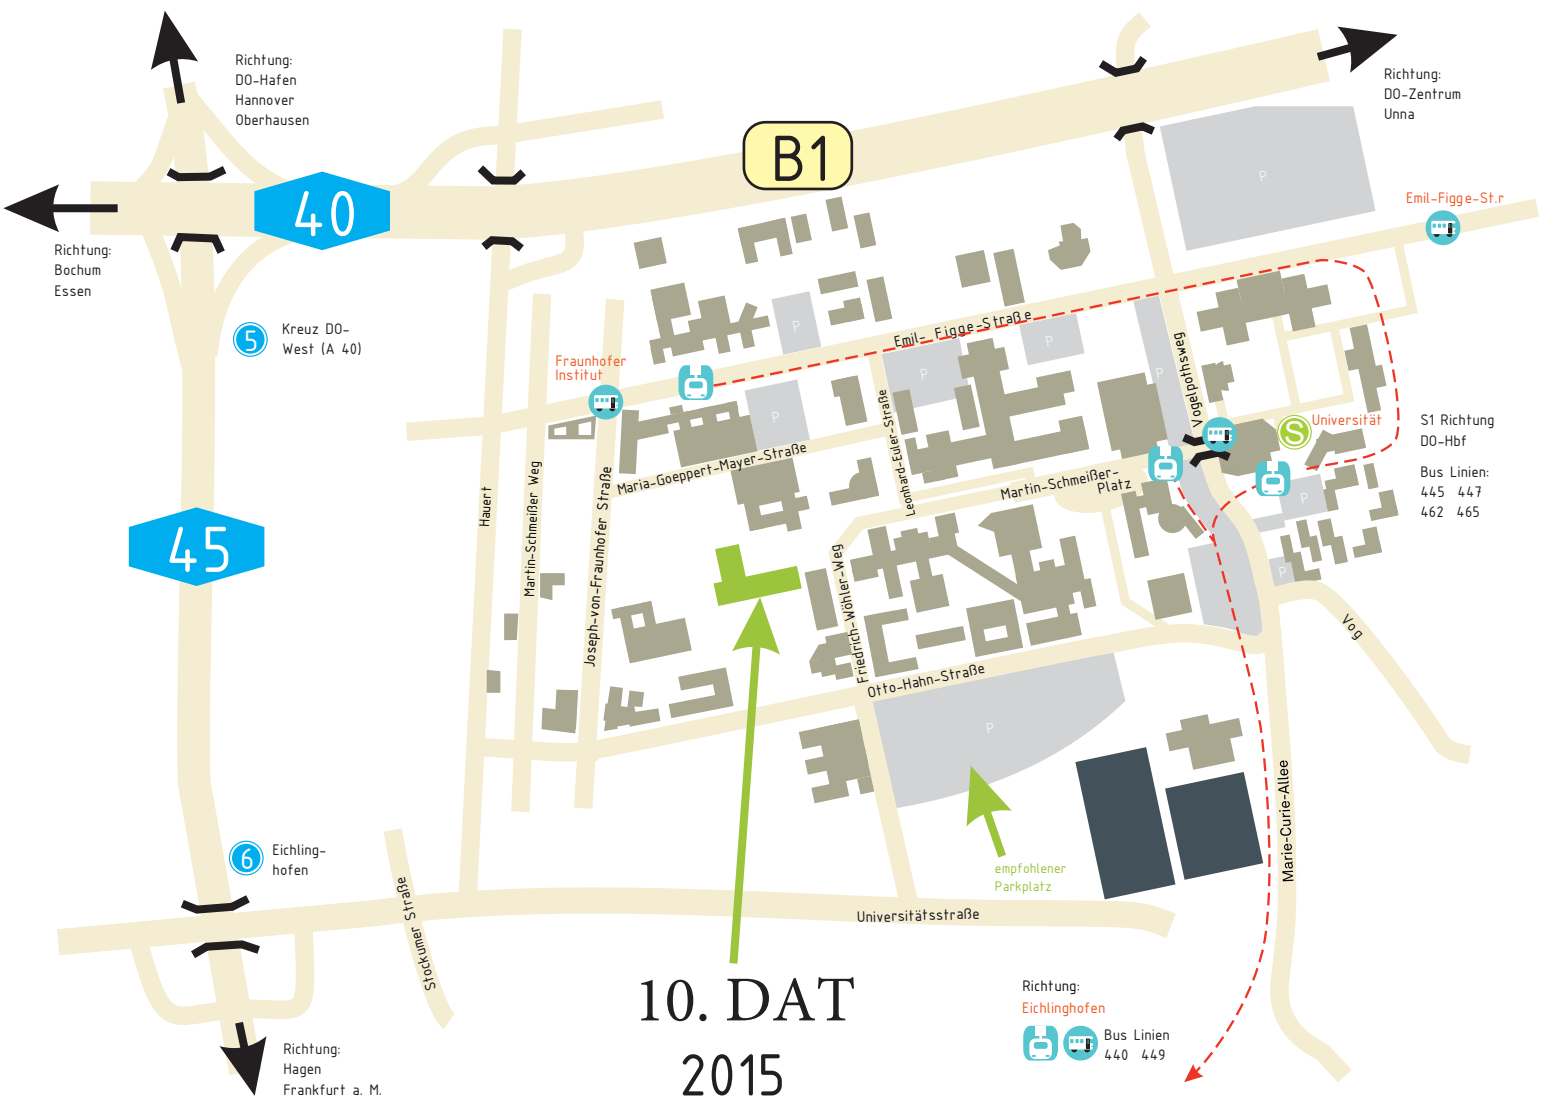 Richtung:
DO-Hafen
Hannover
Oberhausen
B1
Richtung:
DO-Zentrum
Unna
40
Richtung:
Bochum
Essen
P
Emil-Figge-St.r
5
Kreuz DO-
West (A 40)
P
Emil- Figge-Straße
P
Vogelpothsweg
Fraunhofer
Institut
P
P
P
Leonhard-Euler-Straße
S
Universität
S1 Richtung
DO-Hbf
Bus Linien:
445 447
462 465
Maria-Goeppert-Mayer-Straße
Martin-Schmeißer-
Platz
P
Hauert
Martin-Schmeißer Weg
Joseph-von-Fraunhofer Straße
45
Friedrich-Wöhler-Weg
P
Vog
Otto-Hahn-Straße
P
Marie-Curie-Allee
6
Eichling-
hofen
empfohlener
Parkplatz
Stockumer Straße
Universitätsstraße
10. DAT
2015
Richtung:
Eichlinghofen
Bus Linien
440 449
Richtung:
Hagen
Frankfurt a. M.